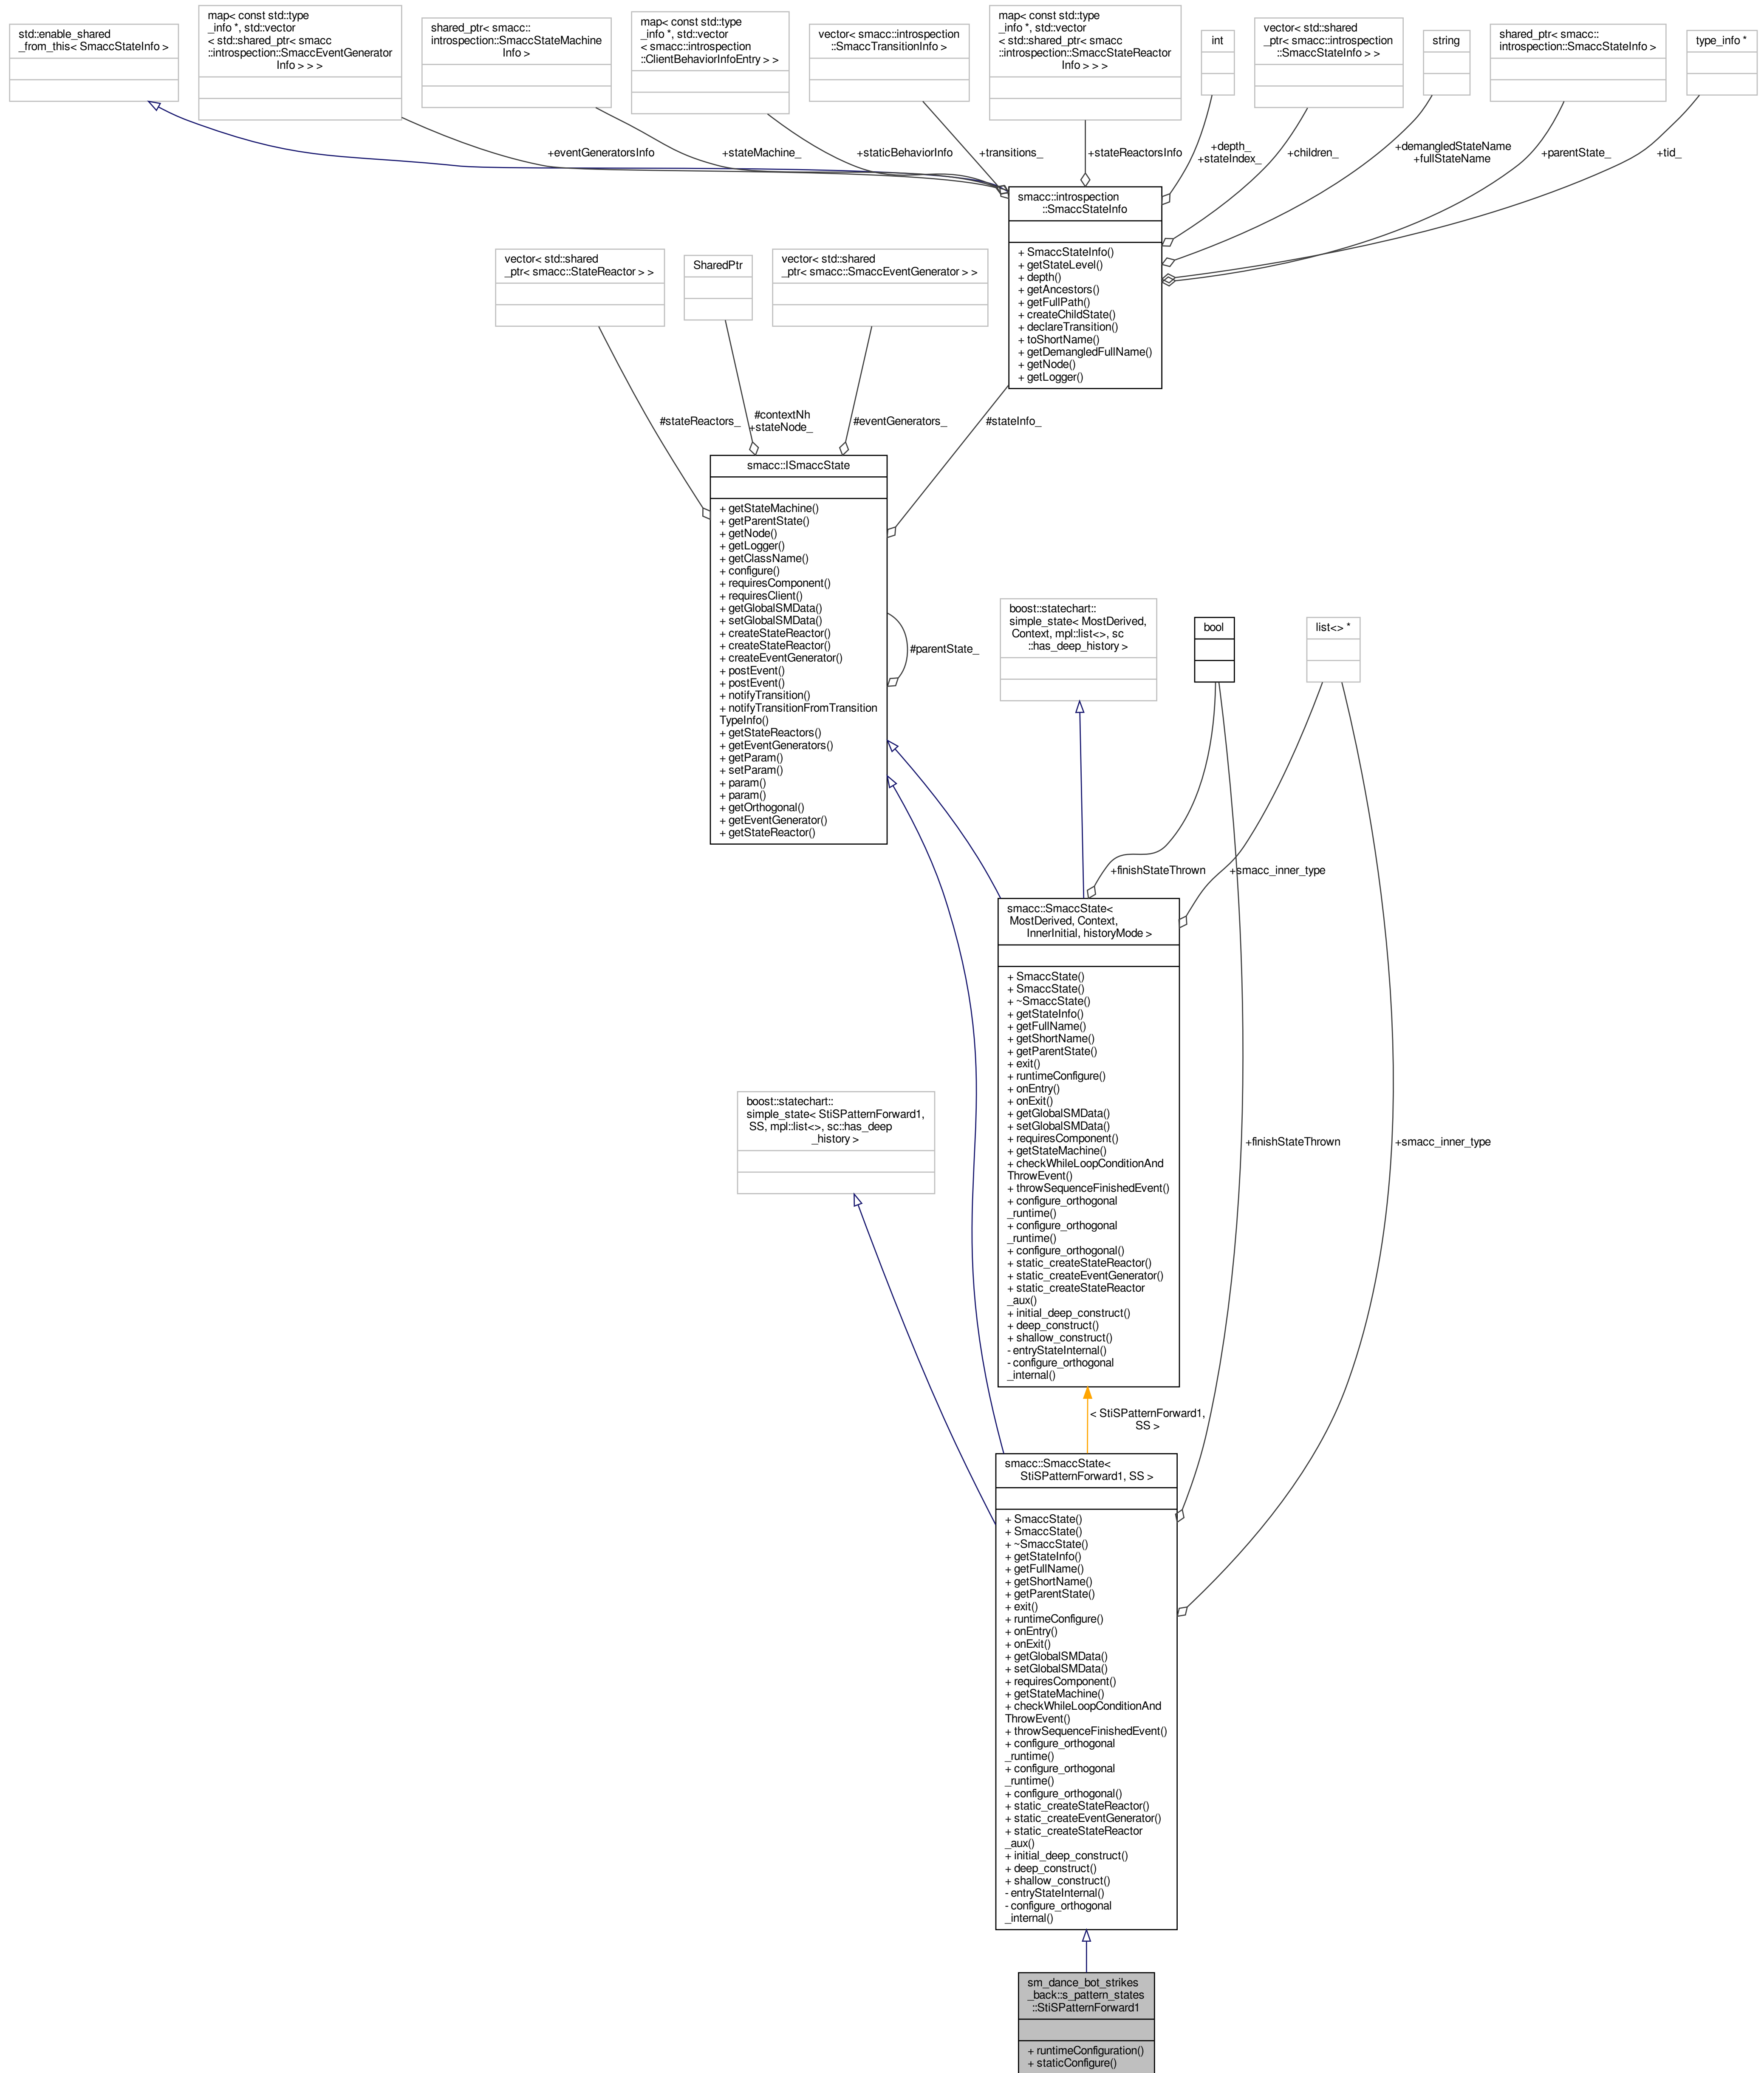 std::enable_shared
_from_this< SmaccStateInfo >
map< const std::type
_info *, std::vector
< std::shared_ptr< smacc
::introspection::SmaccEventGenerator
Info > > >
shared_ptr< smacc::
introspection::SmaccStateMachine
Info >
map< const std::type
_info *, std::vector
< smacc::introspection
::ClientBehaviorInfoEntry > >
vector< smacc::introspection
::SmaccTransitionInfo >
map< const std::type
_info *, std::vector
< std::shared_ptr< smacc
::introspection::SmaccStateReactor
Info > > >
int
vector< std::shared
_ptr< smacc::introspection
::SmaccStateInfo > >
string
shared_ptr< smacc::
introspection::SmaccStateInfo >
type_info *
+eventGeneratorsInfo
+stateMachine_
+staticBehaviorInfo
+transitions_
+stateReactorsInfo
+depth_
+stateIndex_
+children_
+demangledStateName
+fullStateName
+parentState_
+tid_
smacc::introspection
::SmaccStateInfo
+ SmaccStateInfo()
+ getStateLevel()
+ depth()
+ getAncestors()
+ getFullPath()
+ createChildState()
+ declareTransition()
+ toShortName()
+ getDemangledFullName()
+ getNode()
+ getLogger()
vector< std::shared
_ptr< smacc::StateReactor > >
SharedPtr
vector< std::shared
_ptr< smacc::SmaccEventGenerator > >
#stateReactors_
#contextNh
+stateNode_
#eventGenerators_
#stateInfo_
smacc::ISmaccState
+ getStateMachine()
+ getParentState()
+ getNode()
+ getLogger()
+ getClassName()
+ configure()
+ requiresComponent()
+ requiresClient()
+ getGlobalSMData()
+ setGlobalSMData()
+ createStateReactor()
+ createStateReactor()
+ createEventGenerator()
+ postEvent()
+ postEvent()
+ notifyTransition()
+ notifyTransitionFromTransition
TypeInfo()
+ getStateReactors()
+ getEventGenerators()
+ getParam()
+ setParam()
+ param()
+ param()
+ getOrthogonal()
+ getEventGenerator()
+ getStateReactor()
#parentState_
boost::statechart::
simple_state< MostDerived,
Context, mpl::list<>, sc
::has_deep_history >
bool
list<> *
+finishStateThrown
+smacc_inner_type
smacc::SmaccState<
MostDerived, Context,
InnerInitial, historyMode >
+ SmaccState()
+ SmaccState()
+ ~SmaccState()
+ getStateInfo()
+ getFullName()
+ getShortName()
+ getParentState()
+ exit()
+ runtimeConfigure()
+ onEntry()
+ onExit()
+ getGlobalSMData()
+ setGlobalSMData()
+ requiresComponent()
+ getStateMachine()
+ checkWhileLoopConditionAnd
ThrowEvent()
+ throwSequenceFinishedEvent()
+ configure_orthogonal
_runtime()
+ configure_orthogonal
_runtime()
+ configure_orthogonal()
+ static_createStateReactor()
+ static_createEventGenerator()
+ static_createStateReactor
_aux()
+ initial_deep_construct()
+ deep_construct()
+ shallow_construct()
- entryStateInternal()
- configure_orthogonal
_internal()
boost::statechart::
simple_state< StiSPatternForward1,
SS, mpl::list<>, sc::has_deep
_history >
+finishStateThrown
+smacc_inner_type
< StiSPatternForward1,
SS >
smacc::SmaccState<
StiSPatternForward1, SS >
+ SmaccState()
+ SmaccState()
+ ~SmaccState()
+ getStateInfo()
+ getFullName()
+ getShortName()
+ getParentState()
+ exit()
+ runtimeConfigure()
+ onEntry()
+ onExit()
+ getGlobalSMData()
+ setGlobalSMData()
+ requiresComponent()
+ getStateMachine()
+ checkWhileLoopConditionAnd
ThrowEvent()
+ throwSequenceFinishedEvent()
+ configure_orthogonal
_runtime()
+ configure_orthogonal
_runtime()
+ configure_orthogonal()
+ static_createStateReactor()
+ static_createEventGenerator()
+ static_createStateReactor
_aux()
+ initial_deep_construct()
+ deep_construct()
+ shallow_construct()
- entryStateInternal()
- configure_orthogonal
_internal()
sm_dance_bot_strikes
_back::s_pattern_states
::StiSPatternForward1
+ runtimeConfiguration()
+ staticConfigure()